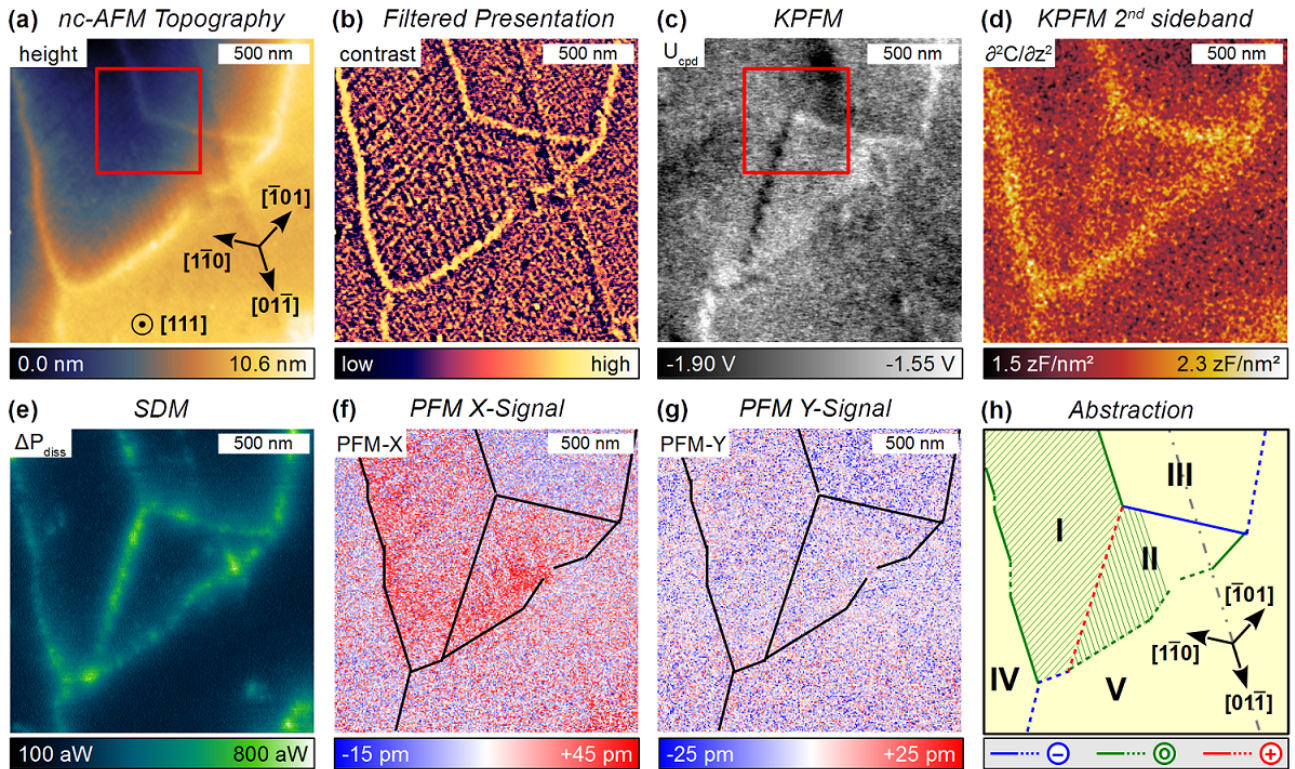 (a) nc-AFM Topography
height
500 nm
[1̅01]
[11̅0]
[011̅]
⊙ [111]
0.0 nm 10.6 nm
(b) Filtered Presentation
contrast
500 nm
low high
(c) KPFM
U_cpd
500 nm
-1.90 V -1.55 V
(d) KPFM 2nd sideband
∂²C/∂z²
500 nm
1.5 zF/nm² 2.3 zF/nm²
(e) SDM
ΔP_diss
500 nm
100 aW 800 aW
(f) PFM X-Signal
PFM-X
500 nm
-15 pm +45 pm
(g) PFM Y-Signal
PFM-Y
500 nm
-25 pm +25 pm
(h) Abstraction
III
I
II
[1̅01]
[11̅0]
IV
V
[011̅]
− 0 +